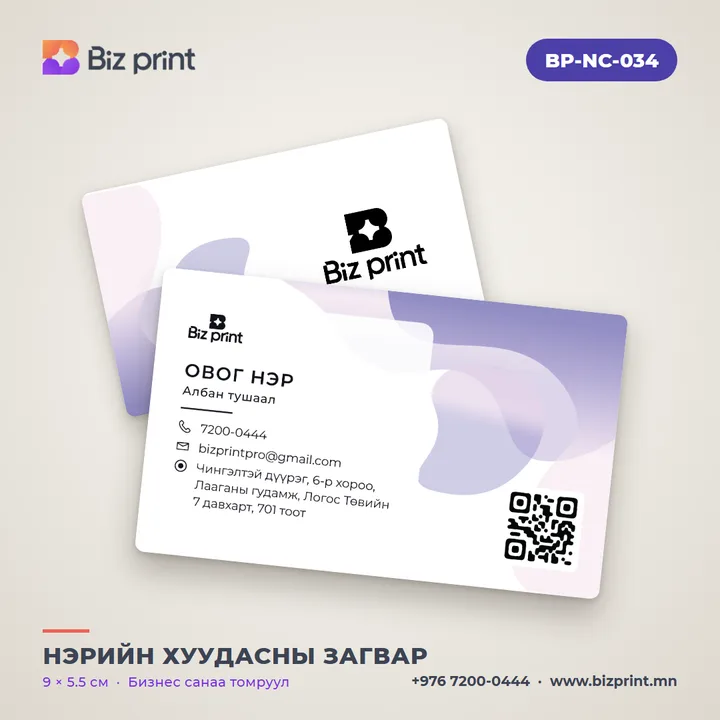 Biz print
BP-NC-034
Biz print
Biz print
ОВОГ НЭР
Албан тушаал
7200-0444
bizprintpro@gmail.com
Чингэлтэй дүүрэг, 6-р хороо,
Лааганы гудамж, Логос Төвийн
7 давхарт, 701 тоот
НЭРИЙН ХУУДАСНЫ ЗАГВАР
9 × 5.5 см · Бизнес санаа томруул
+976 7200-0444 · www.bizprint.mn